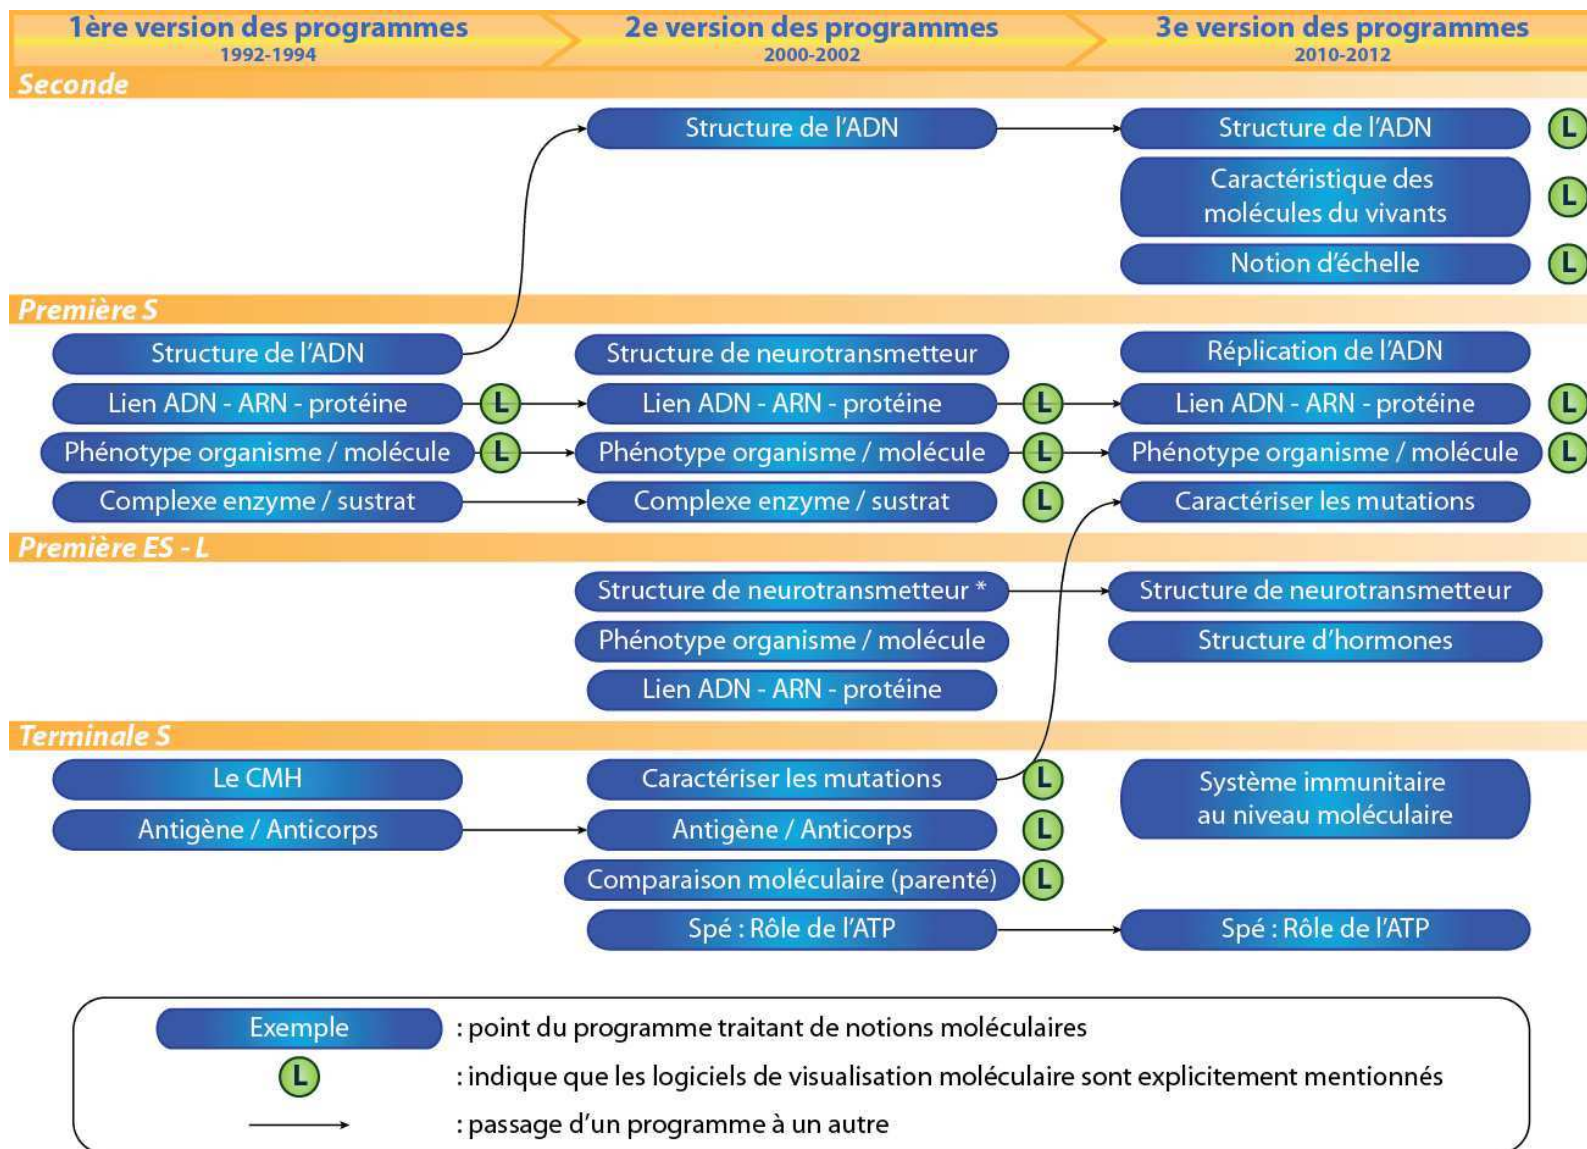 1ère version des programmes
1992-1994
2e version des programmes
2000-2002
3e version des programmes
2010-2012
Seconde
Structure de l'ADN
Structure de l'ADN
L
Caractéristique des
molécules du vivants
L
Notion d'échelle
L
Première S
Structure de l'ADN
Structure de neurotransmetteur
Réplication de l'ADN
Lien ADN - ARN - protéine
L
Lien ADN - ARN - protéine
L
Lien ADN - ARN - protéine
L
Phénotype organisme / molécule
L
Phénotype organisme / molécule
L
Phénotype organisme / molécule
L
Complexe enzyme / sustrat
Complexe enzyme / sustrat
L
Caractériser les mutations
Première ES - L
Structure de neurotransmetteur *
Structure de neurotransmetteur
Phénotype organisme / molécule
Structure d'hormones
Lien ADN - ARN - protéine
Terminale S
Le CMH
Caractériser les mutations
L
Système immunitaire
au niveau moléculaire
Antigène / Anticorps
Antigène / Anticorps
L
Comparaison moléculaire (parenté)
L
Spé : Rôle de l'ATP
Spé : Rôle de l'ATP
Exemple
: point du programme traitant de notions moléculaires
L
: indique que les logiciels de visualisation moléculaire sont explicitement mentionnés
: passage d'un programme à un autre